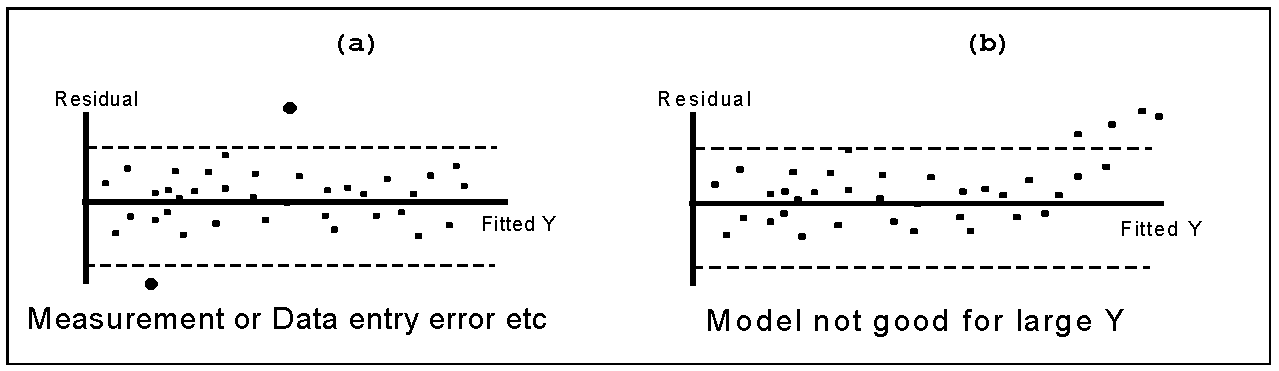 (a)
Residual
Fitted Y
Measurement or Data entry error etc
(b)
Residual
Fitted Y
Model not good for large Y